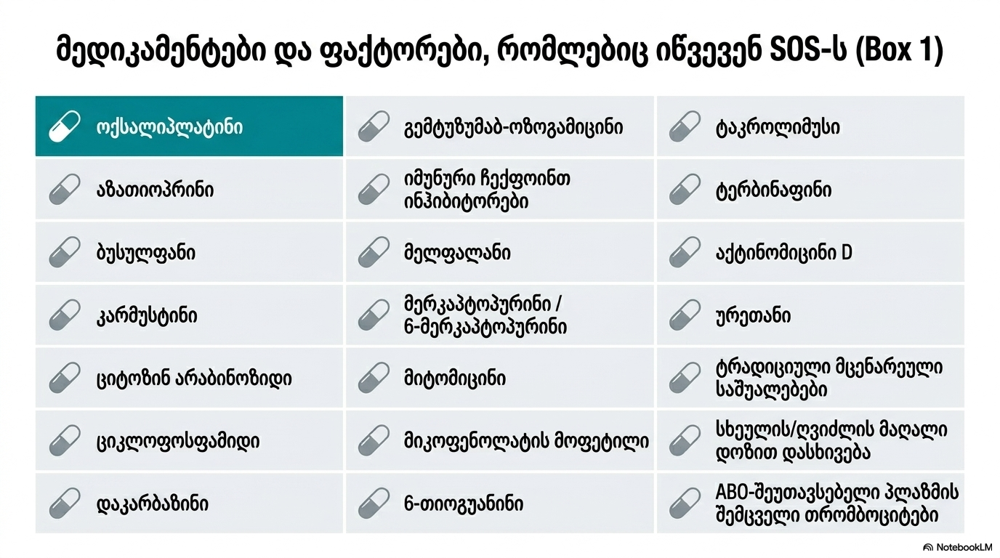 მედიკამენტები და ფაქტორები, რომლებიც იწვევენ SOS-ს (Box 1)
ოქსალიპლატინი
გემტუზუმაბ-ოზოგამიცინი
ტაკროლიმუსი
აზათიოპრინი
იმუნური ჩექფოინთ
ინჰიბიტორები
ტერბინაფინი
ბუსულფანი
მელფალანი
აქტინომიცინი D
კარმუსტინი
მერკაპტოპურინი /
6-მერკაპტოპურინი
ურეთანი
ციტოზინ არაბინოზიდი
მიტომიცინი
ტრადიციული მცენარეული
საშუალებები
ციკლოფოსფამიდი
მიკოფენოლატის მოფეტილი
სხეულის/ღვიძლის მაღალი
დოზით დასხივება
დაკარბაზინი
6-თიოგუანინი
ABO-შეუთავსებელი პლაზმის
შემცველი თრომბოციტები
NotebookLM